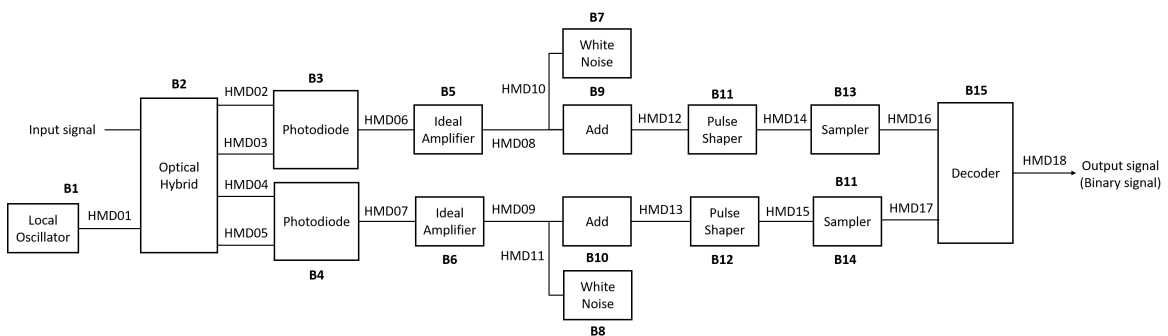 B7
White
Noise
B2
B3
HMD10
B5
B9
B11
B13
B15
HMD02
Input signal
Photodiode
HMD06
Ideal
Amplifier
HMD08
Add
HMD12
Pulse
Shaper
HMD14
Sampler
HMD16
HMD03
Optical
Hybrid
Decoder
HMD18
Output signal
(Binary signal)
B1
Local
Oscillator
HMD01
HMD04
HMD05
Photodiode
B4
HMD07
Ideal
Amplifier
B6
HMD09
HMD11
Add
B10
HMD13
Pulse
Shaper
B12
HMD15
B11
Sampler
B14
HMD17
White
Noise
B8